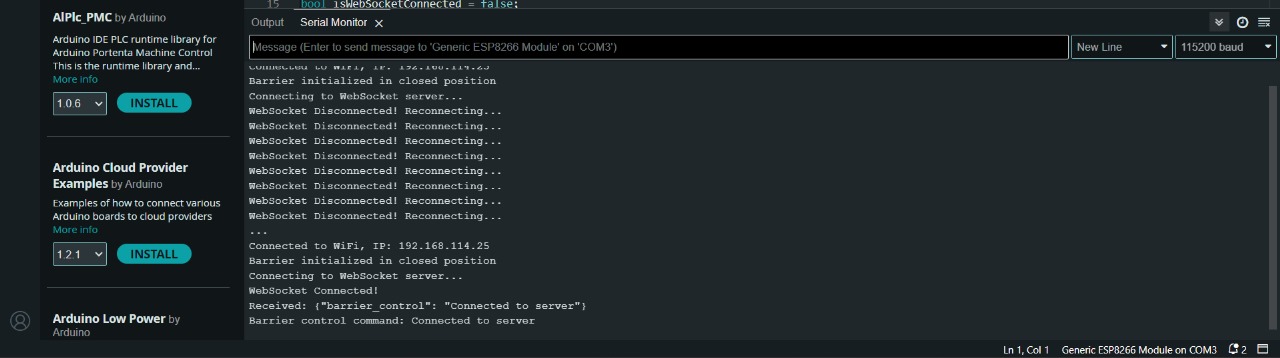 AlPlc_PMC by Arduino
Arduino IDE PLC runtime library for
Arduino Portenta Machine Control
This is the runtime library and...
More info
1.0.6
INSTALL
Arduino Cloud Provider
Examples by Arduino
Examples of how to connect various
Arduino boards to cloud providers
More info
1.2.1
INSTALL
Arduino Low Power by
Arduino
15 bool isWebSocketConnected = false;
Output Serial Monitor
Message (Enter to send message to 'Generic ESP8266 Module' on 'COM3')
New Line
115200 baud
Connected to WiFi, IP: 192.168.114.25
Barrier initialized in closed position
Connecting to WebSocket server...
WebSocket Disconnected! Reconnecting...
WebSocket Disconnected! Reconnecting...
WebSocket Disconnected! Reconnecting...
WebSocket Disconnected! Reconnecting...
WebSocket Disconnected! Reconnecting...
WebSocket Disconnected! Reconnecting...
WebSocket Disconnected! Reconnecting...
WebSocket Disconnected! Reconnecting...
...
Connected to WiFi, IP: 192.168.114.25
Barrier initialized in closed position
Connecting to WebSocket server...
WebSocket Connected!
Received: {"barrier_control": "Connected to server"}
Barrier control command: Connected to server
Ln 1, Col 1 Generic ESP8266 Module on COM3 2